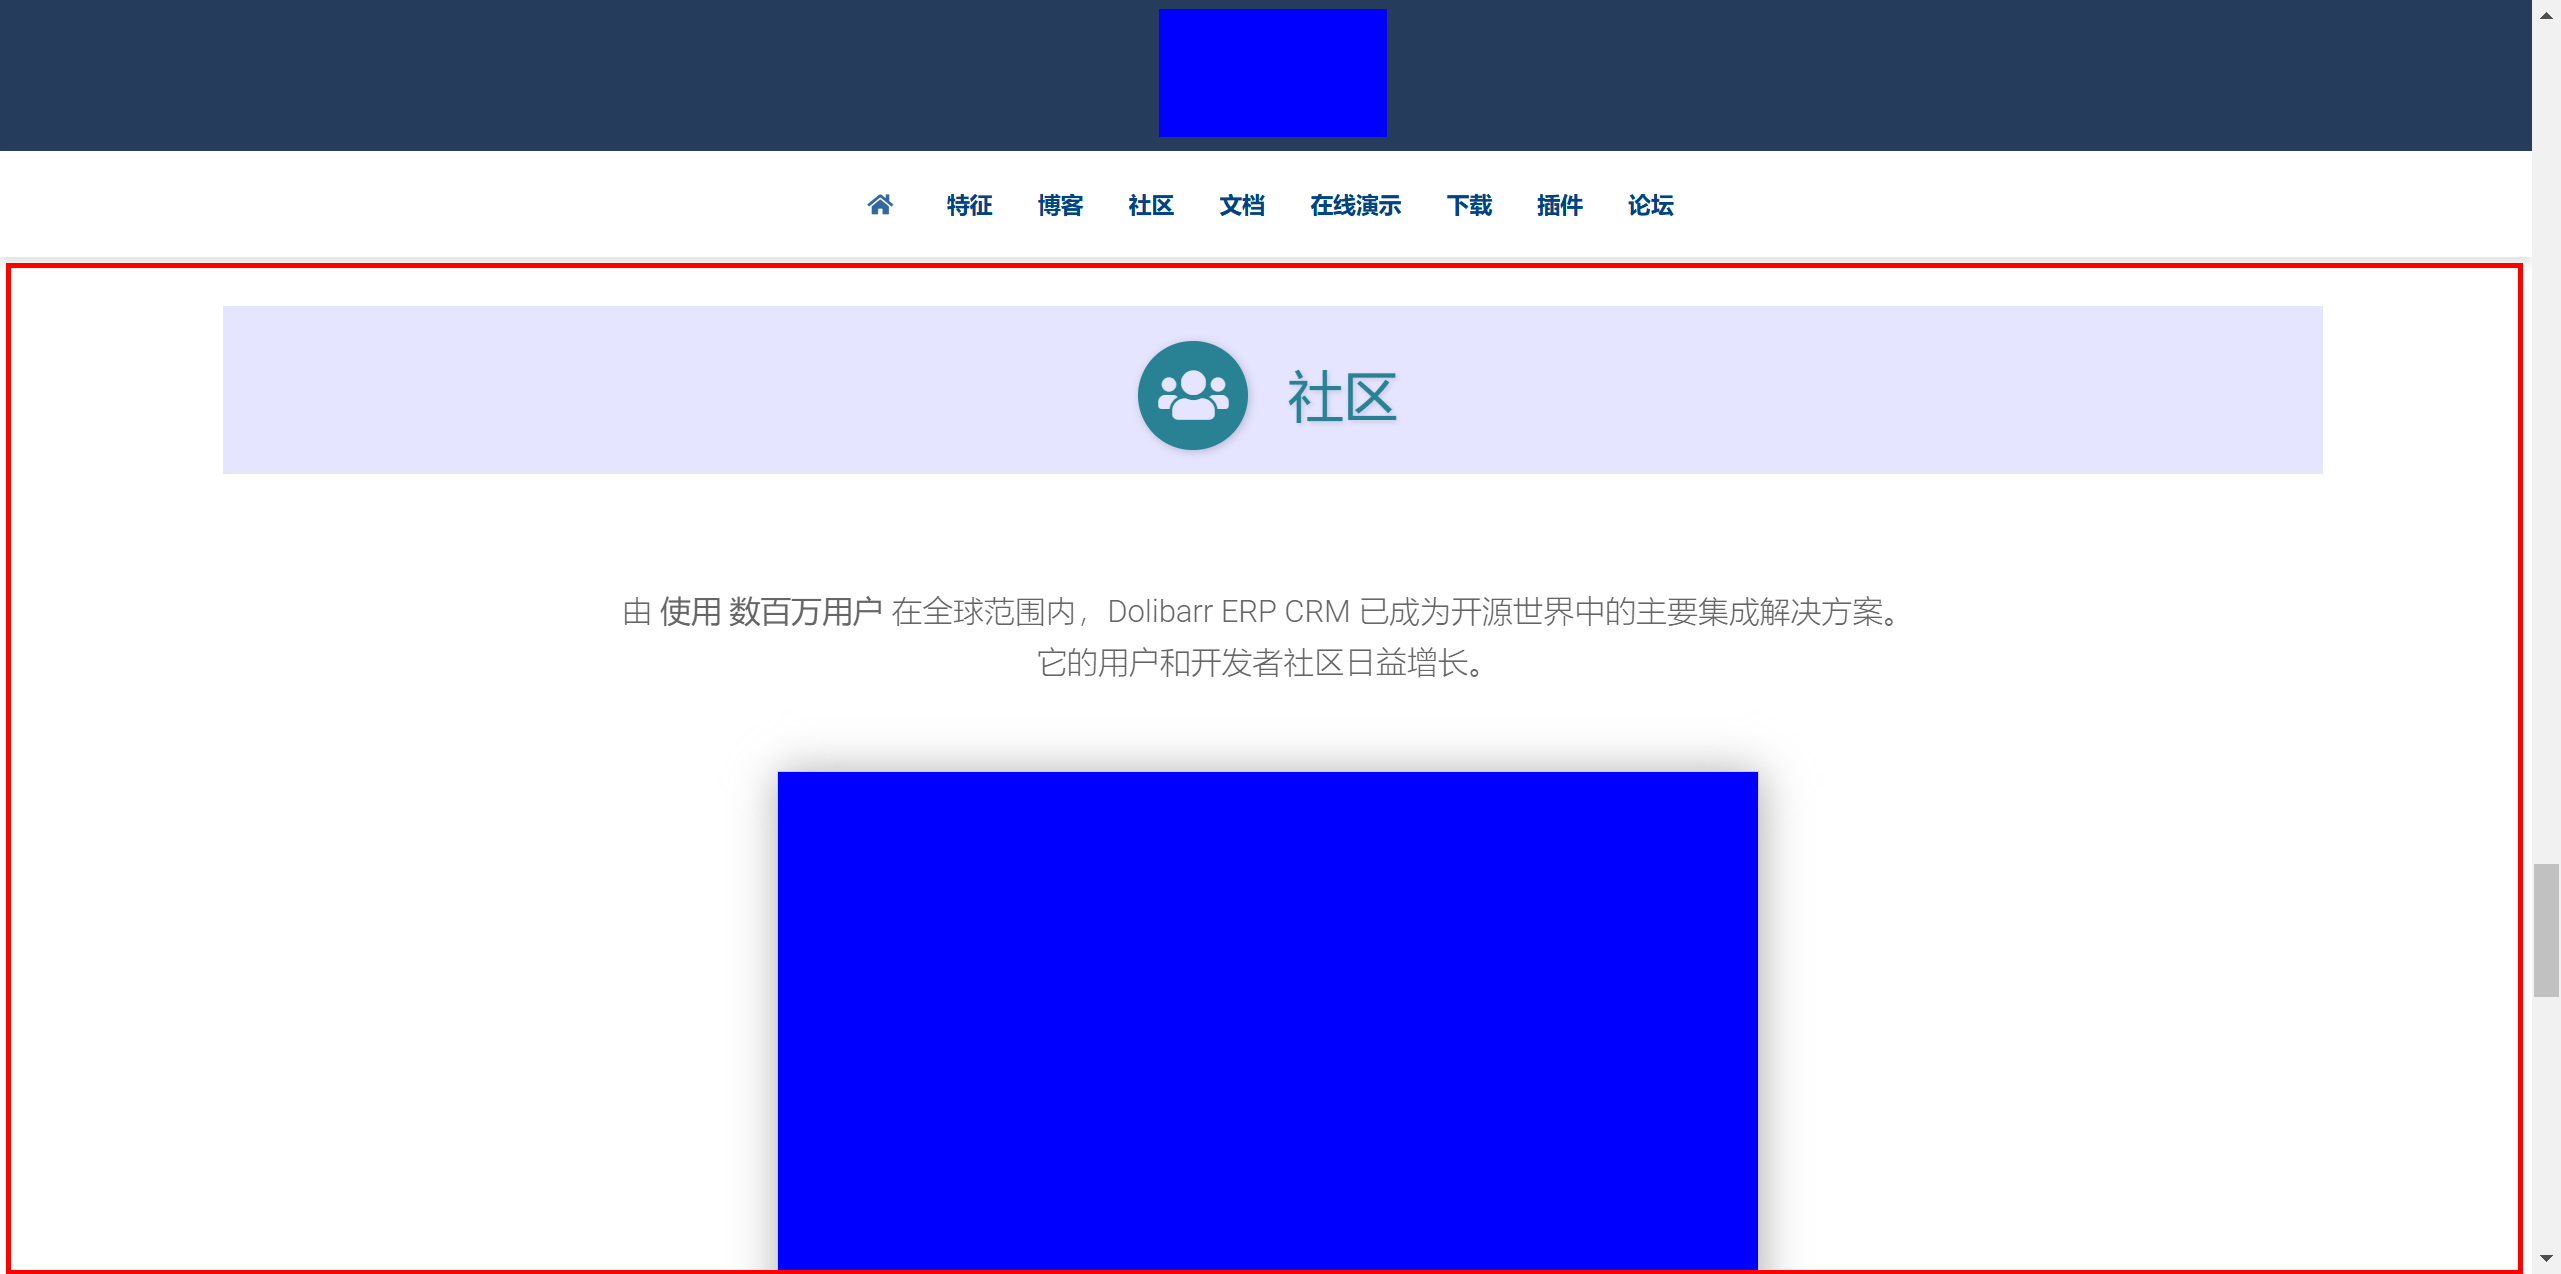 特征 博客 社区 文档 在线演示 下载 插件 论坛
社区
由 使用 数百万用户 在全球范围内，Dolibarr ERP CRM 已成为开源世界中的主要集成解决方案。
它的用户和开发者社区日益增长。